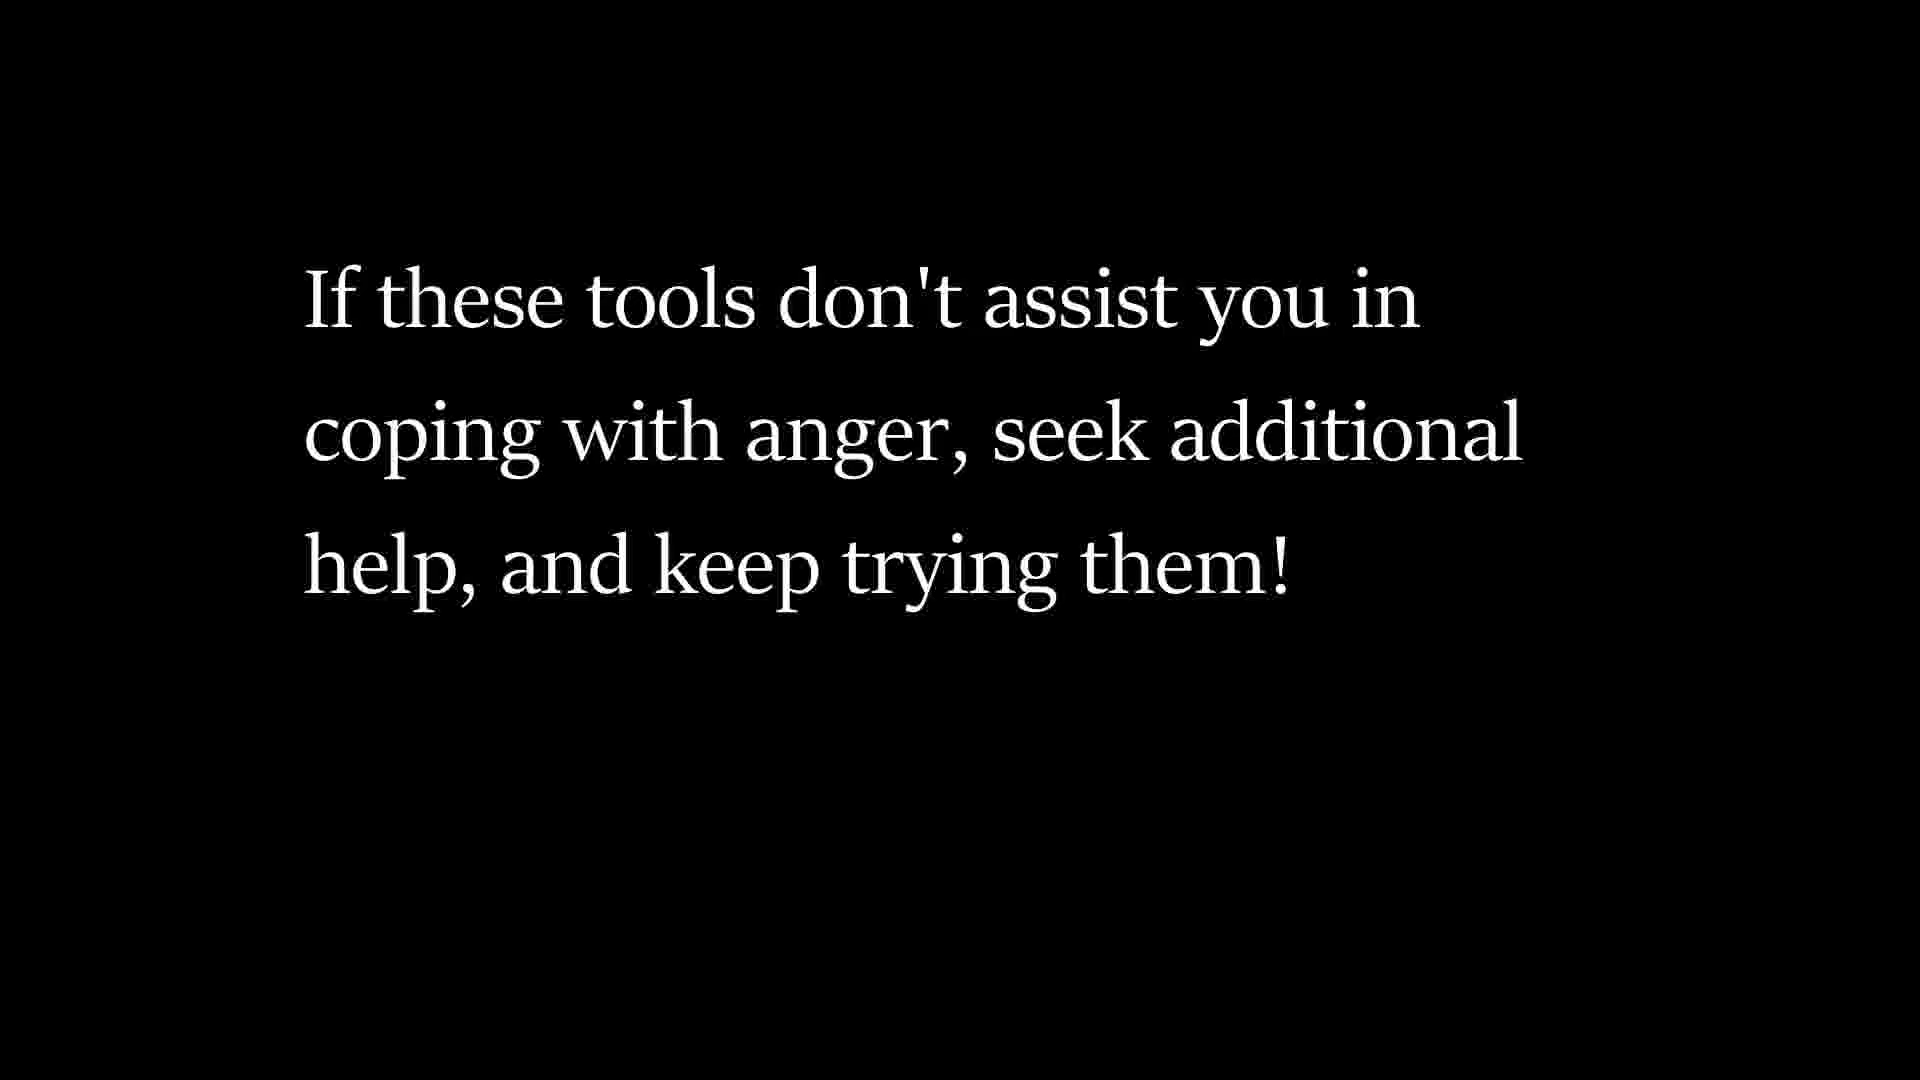 If these tools don't assist you in
coping with anger, seek additional
help, and keep trying them!